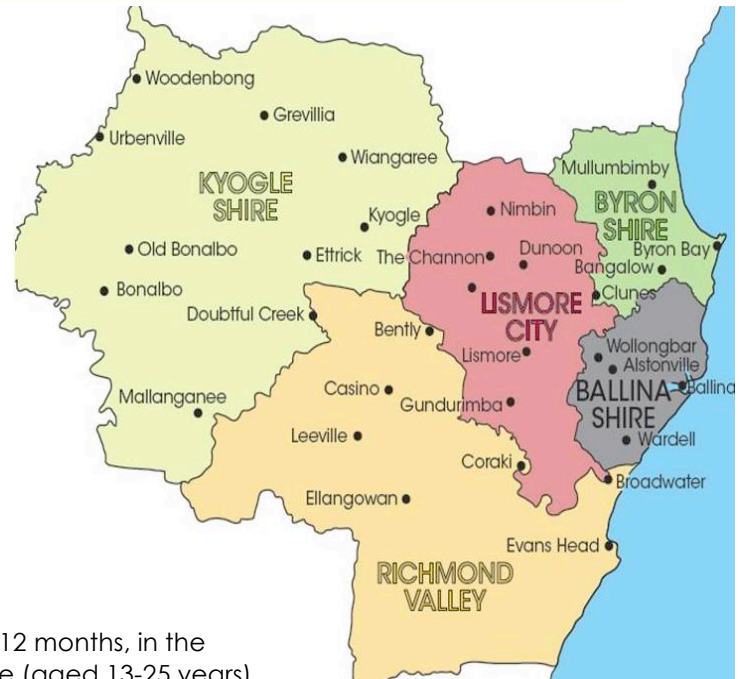 Woodenbong
Grevillia
Urbenville
Wiangaree
KYOGLE
SHIRE
Mullumbimby
BYRON
SHIRE
Nimbin
Kyogle
Old Bonalbo
Ettrick
The Channon
Dunoon
Byron Bay
Bangalow
Bonalbo
Clunes
LISMORE
CITY
Doubtful Creek
Bently
Lismore
Wollongbar
Alstonville
BALLINA
SHIRE
Ballina
Mallanganee
Casino
Gundurimba
Leeville
Wardell
Coraki
Broadwater
Ellangowan
Evans Head
RICHMOND
VALLEY
12 months, in the
(aged 13-25 years)